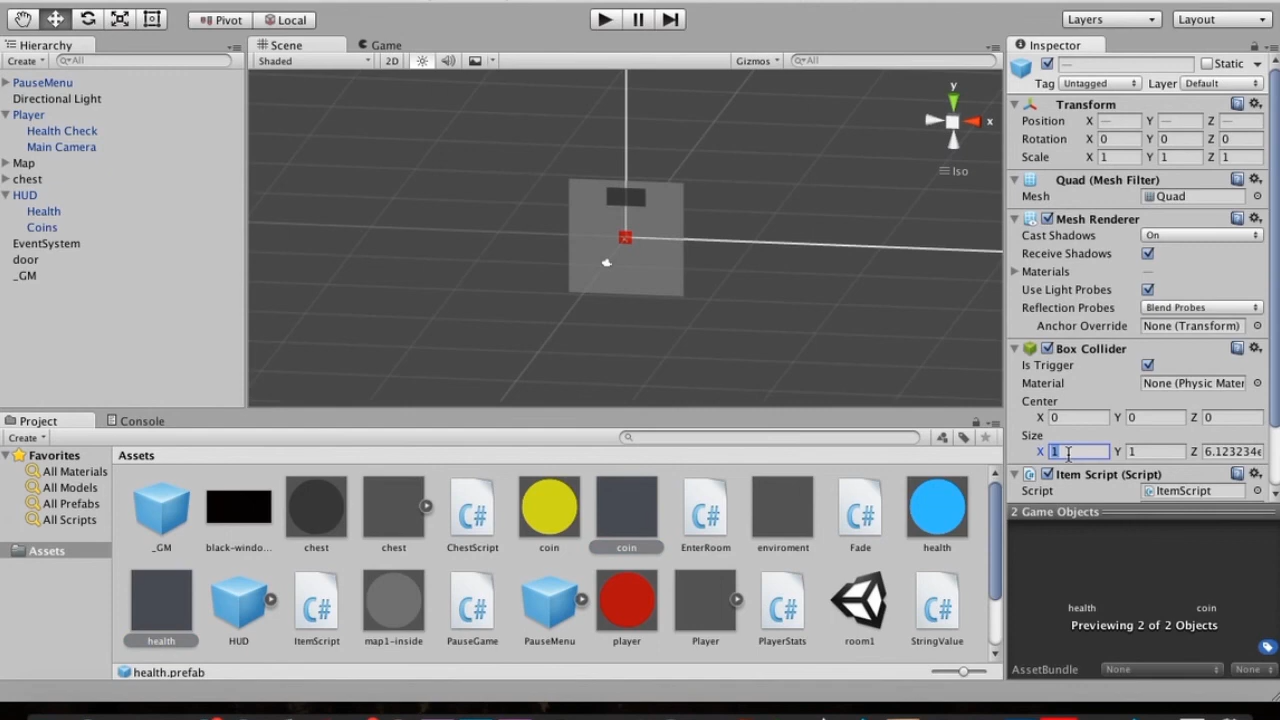 Pivot Local Layers Layout
Hierarchy Scene Game Inspector
Create All Shaded 2D Gizmos All
— Static
Tag Untagged Layer Default
PauseMenu
Directional Light
Player
Health Check
Main Camera
Map
chest
HUD
Health
Coins
EventSystem
door
_GM
y
x
Iso
Transform
Position X — Y — Z —
Rotation X 0 Y 0 Z 0
Scale X 1 Y 1 Z 1
Quad (Mesh Filter)
Mesh Quad
Mesh Renderer
Cast Shadows On
Receive Shadows
Materials —
Use Light Probes
Reflection Probes Blend Probes
Anchor Override None (Transform)
Box Collider
Is Trigger
Material None (Physic Mater
Center
X 0 Y 0 Z 0
Size
X 1 Y 1 Z 6.123234e
Item Script (Script)
Script ItemScript
2 Game Objects
health coin
Previewing 2 of 2 Objects
AssetBundle None None
Project Console
Create
Favorites
All Materials
All Models
All Prefabs
All Scripts
Assets
Assets
_GM black-windo... chest chest ChestScript coin coin EnterRoom enviroment Fade health
health HUD ItemScript map1-inside PauseGame PauseMenu player Player PlayerStats room1 StringValue
health.prefab